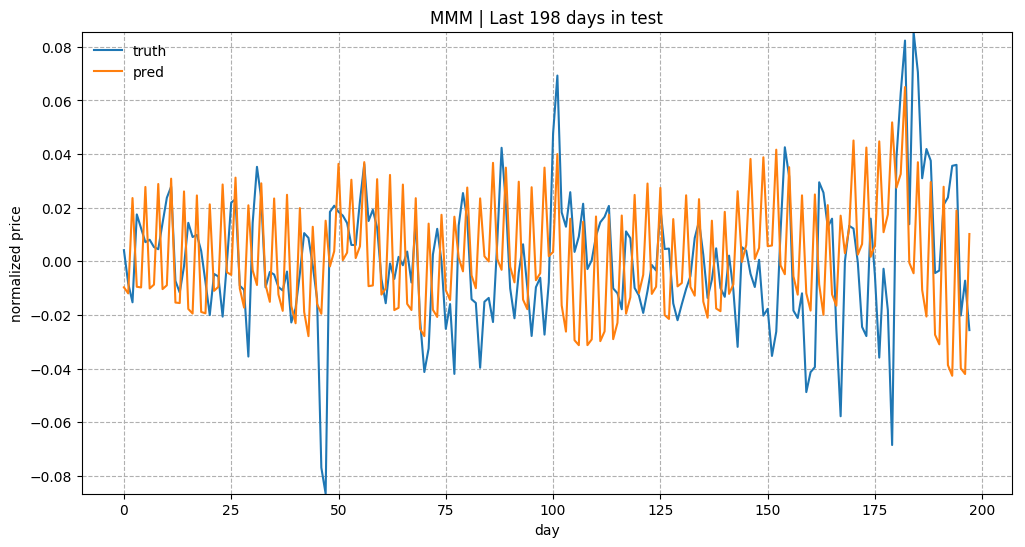 MMM | Last 198 days in test
truth
pred
normalized price
0.08
0.06
0.04
0.02
0.00
−0.02
−0.04
−0.06
−0.08
0 25 50 75 100 125 150 175 200
day